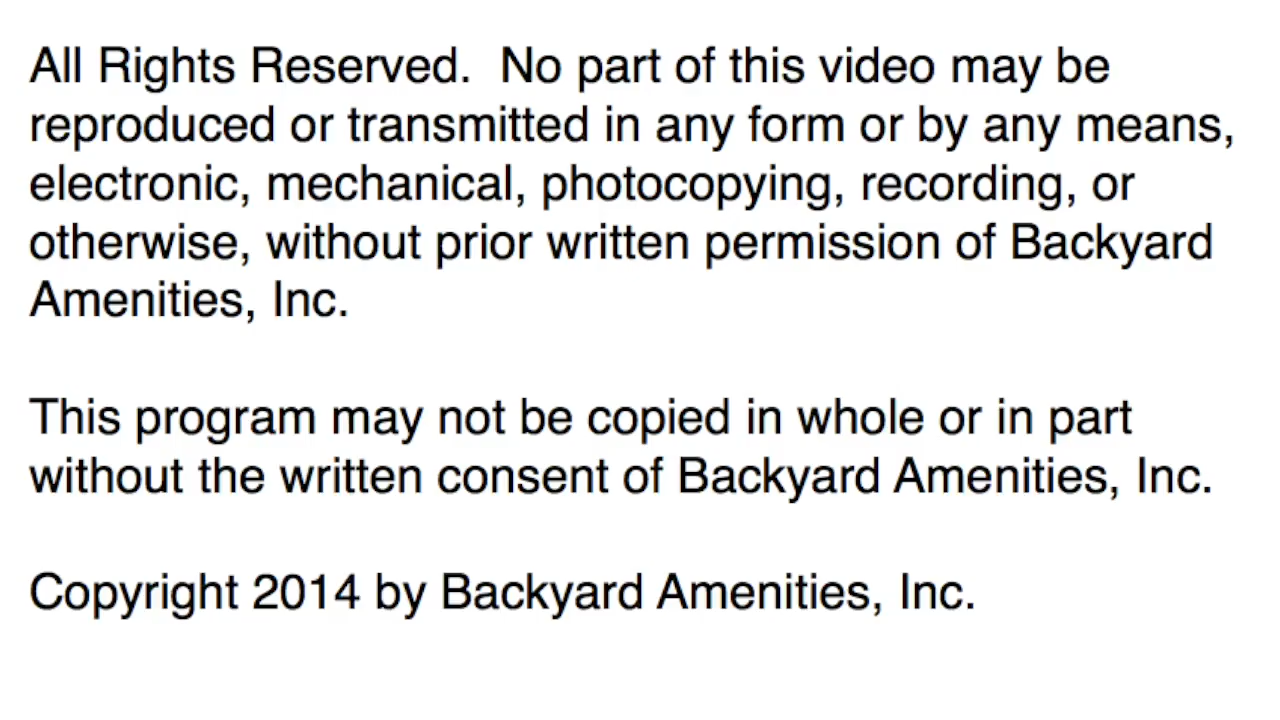 All Rights Reserved.  No part of this video may be
reproduced or transmitted in any form or by any means,
electronic, mechanical, photocopying, recording, or
otherwise, without prior written permission of Backyard
Amenities, Inc.
This program may not be copied in whole or in part
without the written consent of Backyard Amenities, Inc.
Copyright 2014 by Backyard Amenities, Inc.